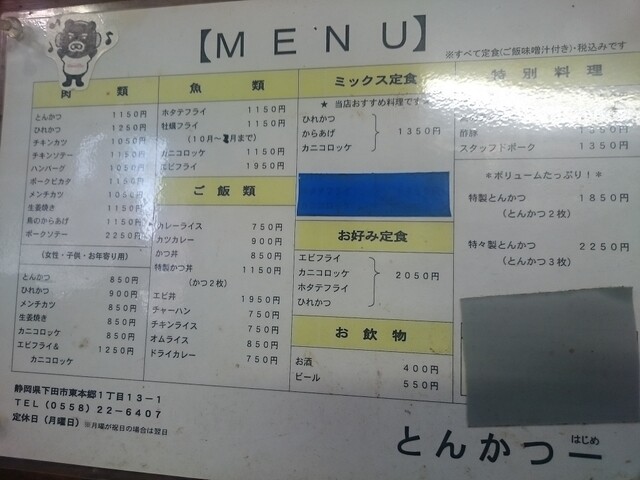 【ＭＥＮＵ】
※すべて定食(ご飯味噌汁付き)・税込みです
肉 類
とんかつ 1150円
ひれかつ 1250円
チキンカツ 1050円
チキンソテー 1150円
ハンバーグ 1050円
ポークピカタ 1150円
メンチカツ 1050円
生姜焼き 1150円
鳥のからあげ 1150円
ポークソテー 2250円
(女性・子供・お年寄り用)
とんかつ 850円
ひれかつ 900円
メンチカツ 850円
生姜焼き 850円
カニコロッケ 850円
エビフライ& 1250円
カニコロッケ
魚 類
ホタテフライ 1150円
牡蠣フライ 1150円
(10月～ 月まで)
カニコロッケ 1150円
エビフライ 1950円
ご飯類
カレーライス 750円
カツカレー 900円
かつ丼 850円
特製かつ丼 1150円
(かつ2枚)
エビ丼 1950円
チャーハン 750円
チキンライス 750円
オムライス 850円
ドライカレー 750円
ミックス定食
★ 当店おすすめ料理です★
ひれかつ
からあげ 1350円
カニコロッケ
お好み定食
エビフライ
カニコロッケ 2050円
ホタテフライ
ひれかつ
お飲物
お酒 400円
ビール 550円
特別料理
酢豚 1350円
スタッフドポーク 1350円
＊ボリュームたっぷり！＊
特製とんかつ 1850円
(とんかつ2枚)
特々製とんかつ 2250円
(とんかつ3枚)
静岡県下田市東本郷1丁目13-1
ＴＥＬ(0558)22-6407
定休日(月曜日)※月曜が祝日の場合は翌日
はじめ
とんかつ一